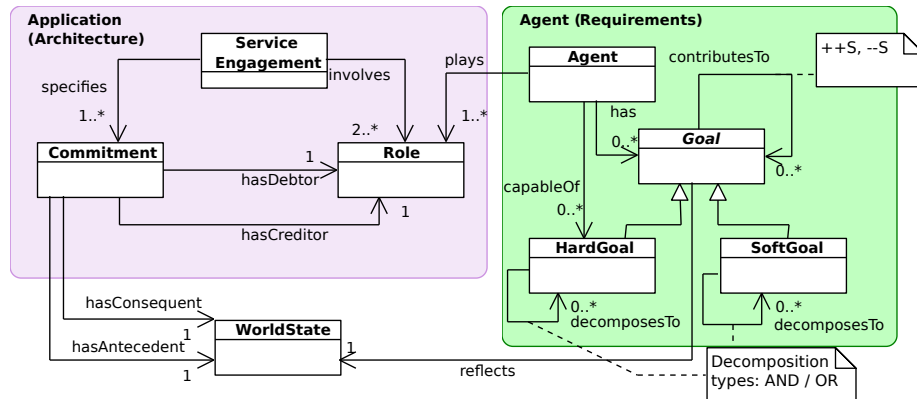 Application
(Architecture)
Service
Engagement
specifies
involves
1..*
2..*
Commitment
Role
1
hasDebtor
hasCreditor
1
plays
1..*
Agent (Requirements)
Agent
contributesTo
++S, --S
has
0..*
Goal
0..*
capableOf
0..*
HardGoal
SoftGoal
0..*
decomposesTo
0..*
decomposesTo
hasConsequent
1
hasAntecedent
1
WorldState
1
reflects
Decomposition
types: AND / OR